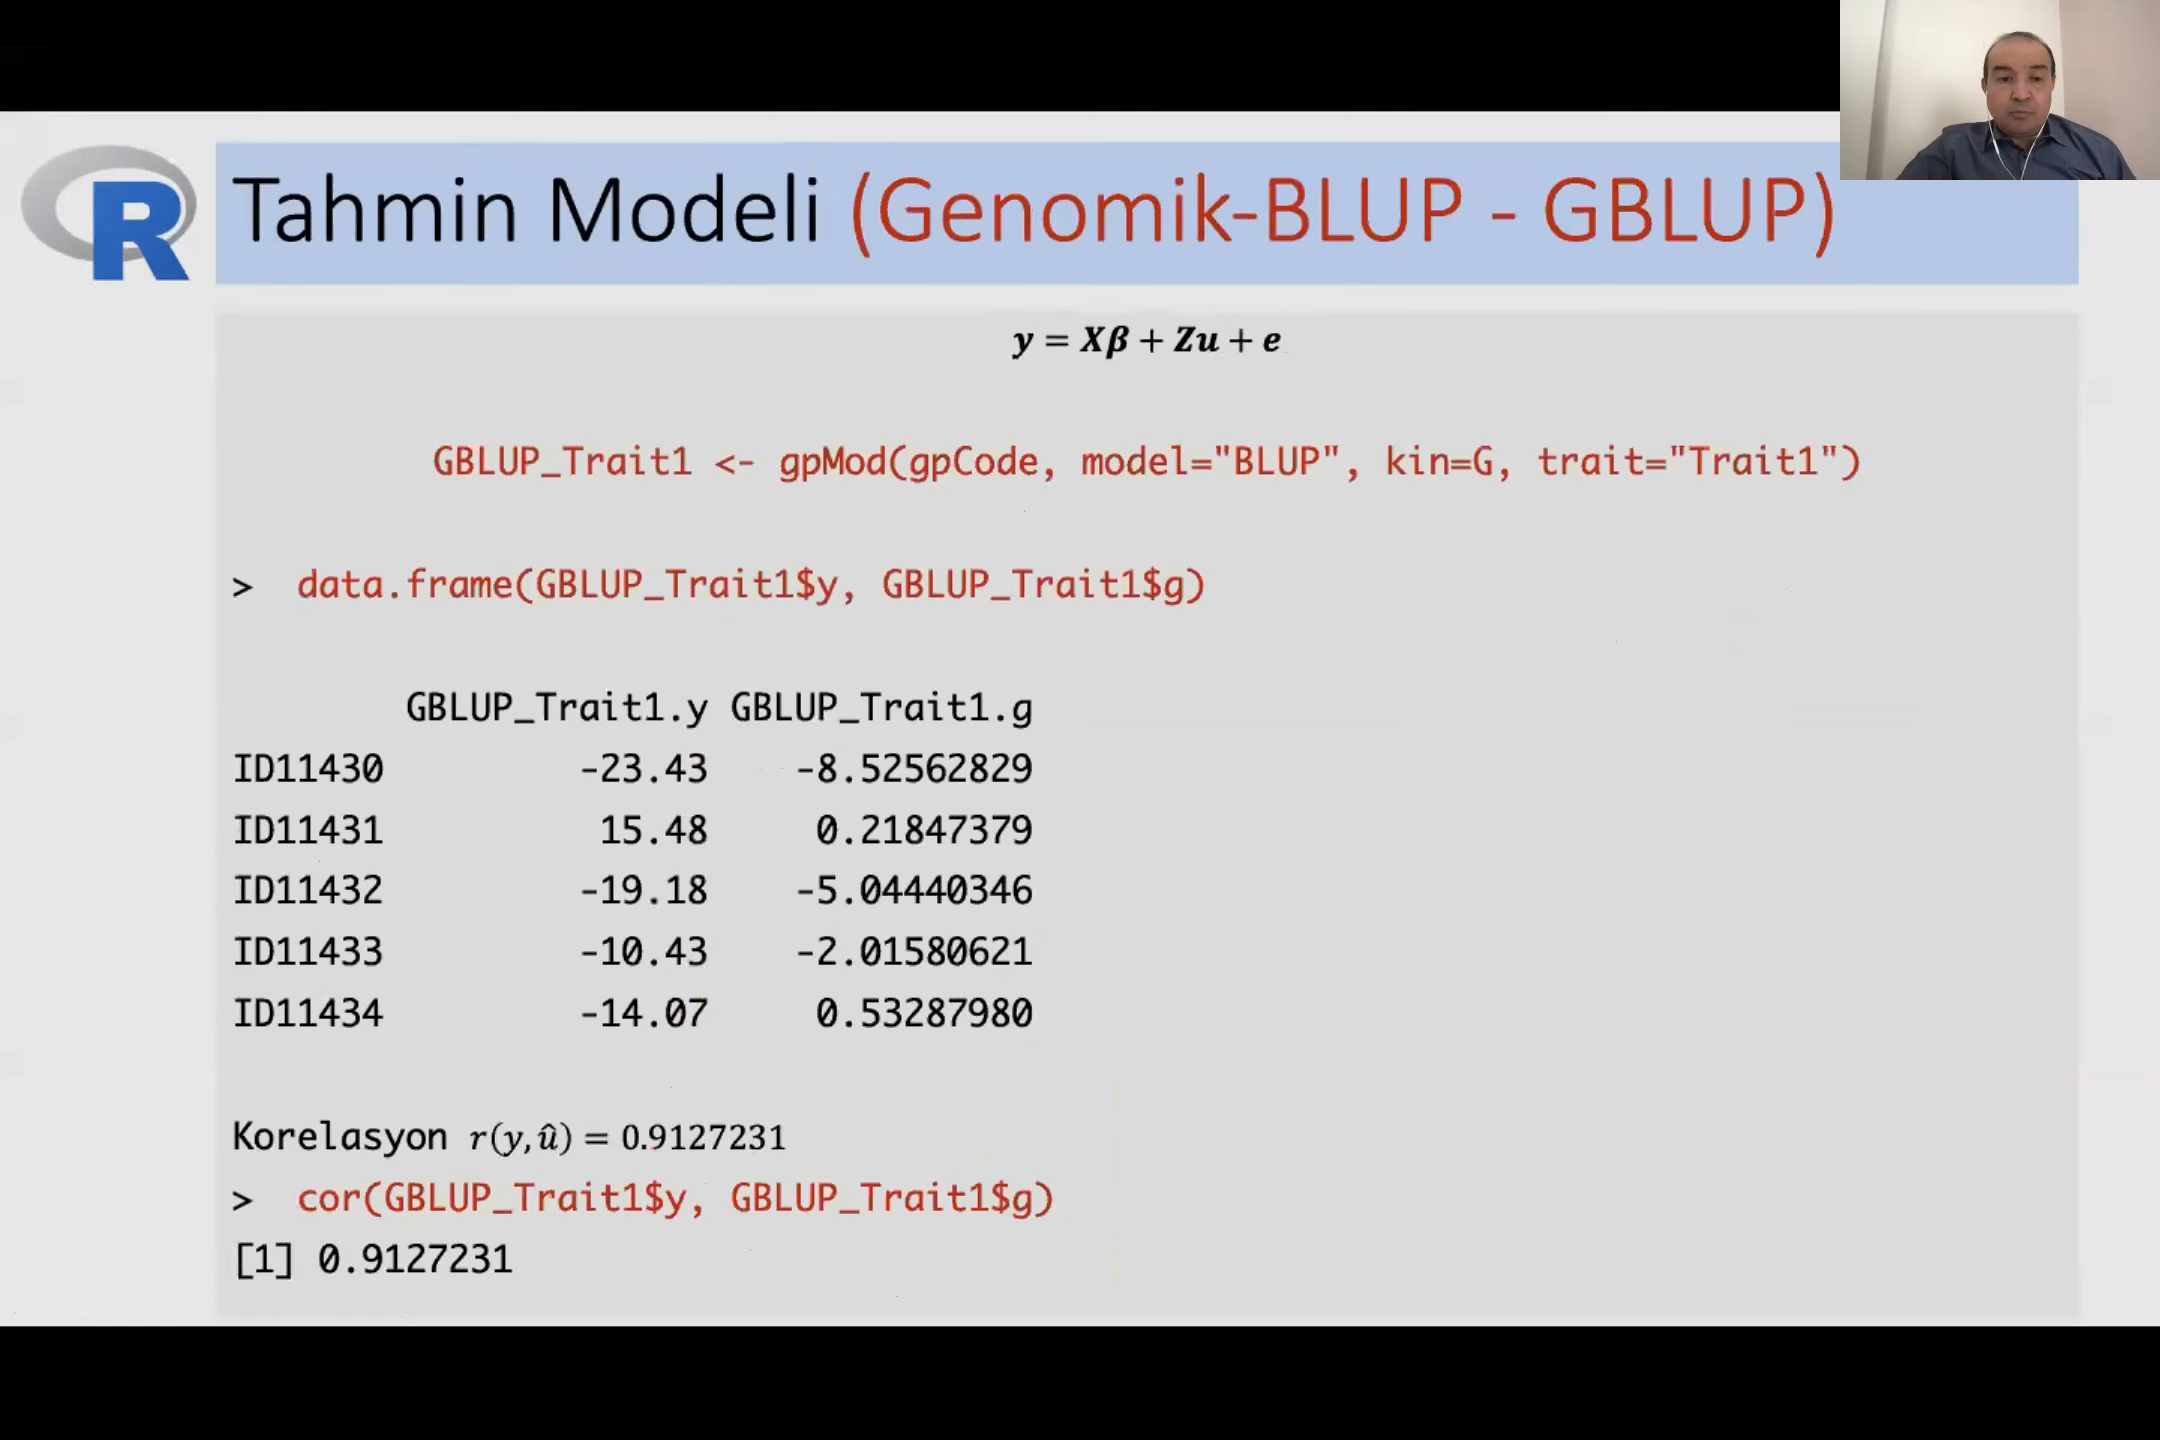 R
Tahmin Modeli (Genomik-BLUP - GBLUP)
y = Xβ + Zu + e
GBLUP_Trait1 <- gpMod(gpCode, model="BLUP", kin=G, trait="Trait1")
> data.frame(GBLUP_Trait1$y, GBLUP_Trait1$g)
GBLUP_Trait1.y GBLUP_Trait1.g
ID11430 -23.43 -8.52562829
ID11431 15.48 0.21847379
ID11432 -19.18 -5.04440346
ID11433 -10.43 -2.01580621
ID11434 -14.07 0.53287980
Korelasyon r(y,û) = 0.9127231
> cor(GBLUP_Trait1$y, GBLUP_Trait1$g)
[1] 0.9127231